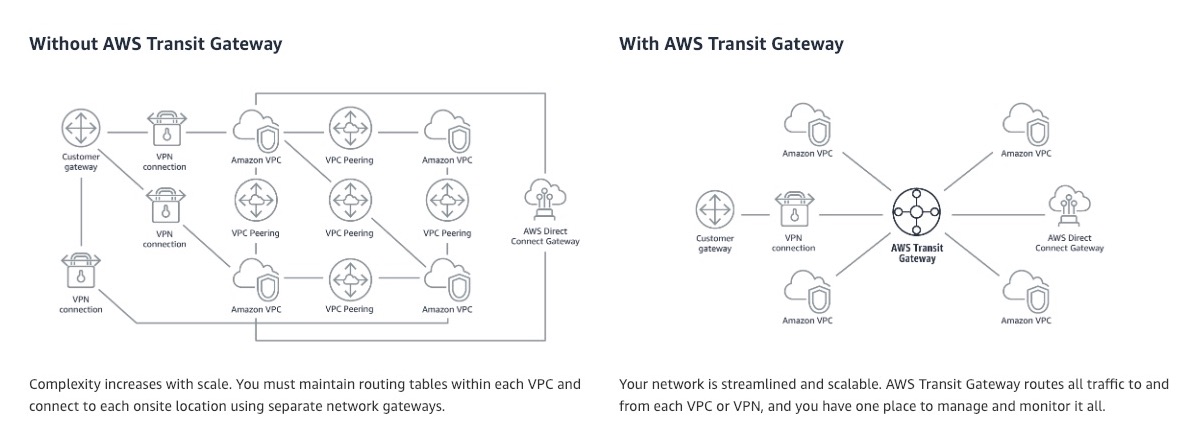 Without AWS Transit Gateway
Customer
gateway
VPN
connection
Amazon VPC
VPC Peering
Amazon VPC
VPN
connection
VPC Peering
VPC Peering
VPC Peering
AWS Direct
Connect Gateway
VPN
connection
Amazon VPC
VPC Peering
Amazon VPC
Complexity increases with scale. You must maintain routing tables within each VPC and
connect to each onsite location using separate network gateways.
With AWS Transit Gateway
Amazon VPC
Amazon VPC
Customer
gateway
VPN
connection
AWS Transit
Gateway
AWS Direct
Connect Gateway
Amazon VPC
Amazon VPC
Your network is streamlined and scalable. AWS Transit Gateway routes all traffic to and
from each VPC or VPN, and you have one place to manage and monitor it all.